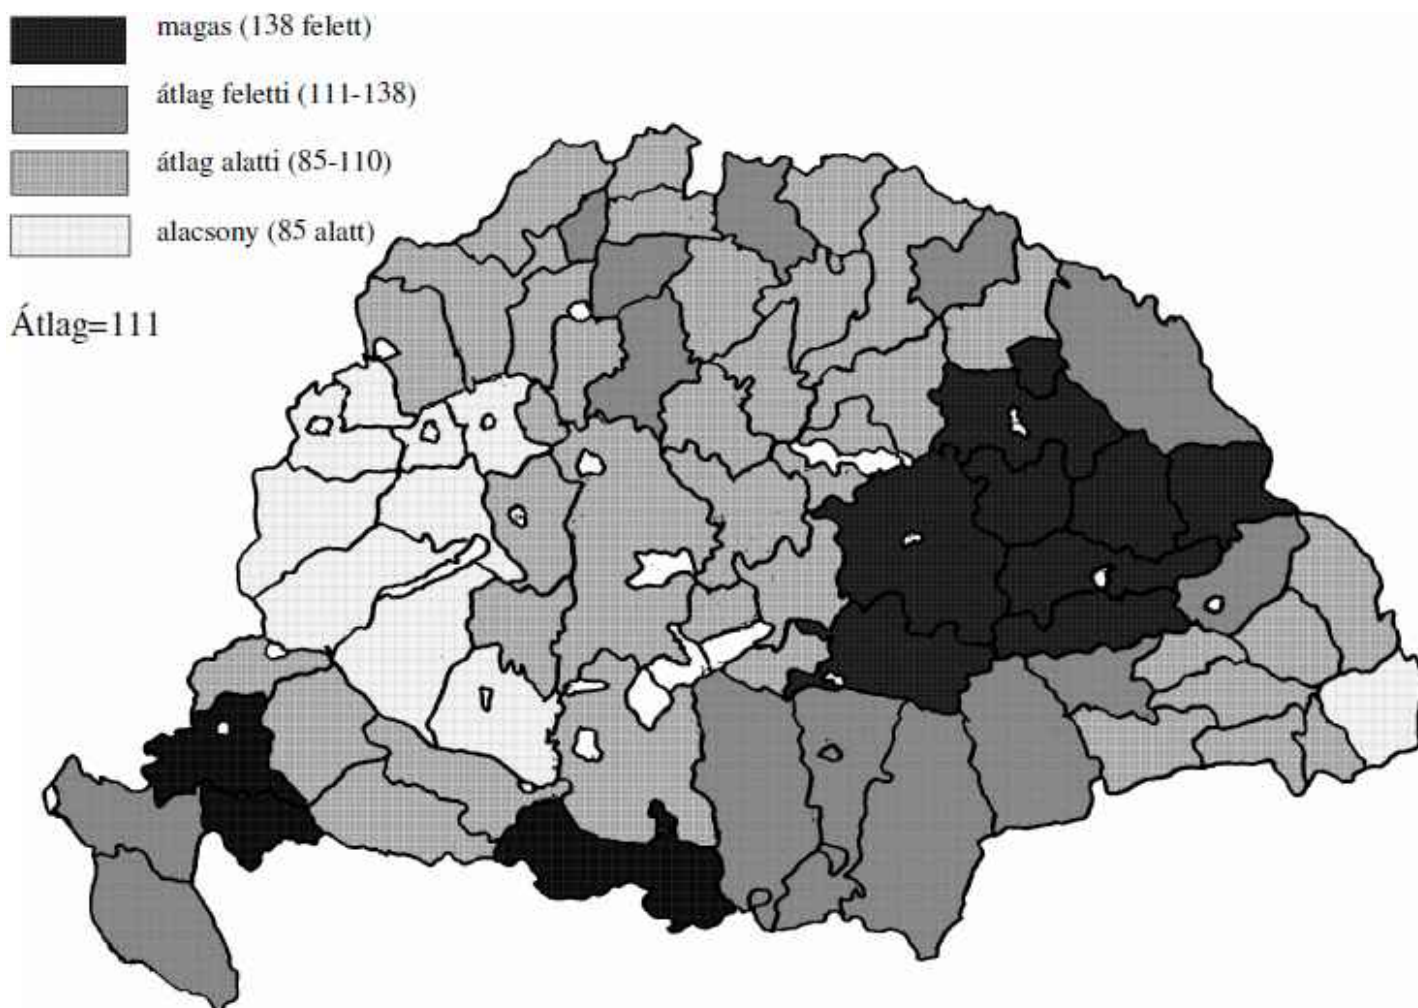 magas (138 felett)
átlag feletti (111-138)
átlag alatti (85-110)
alacsony (85 alatt)
Átlag=111